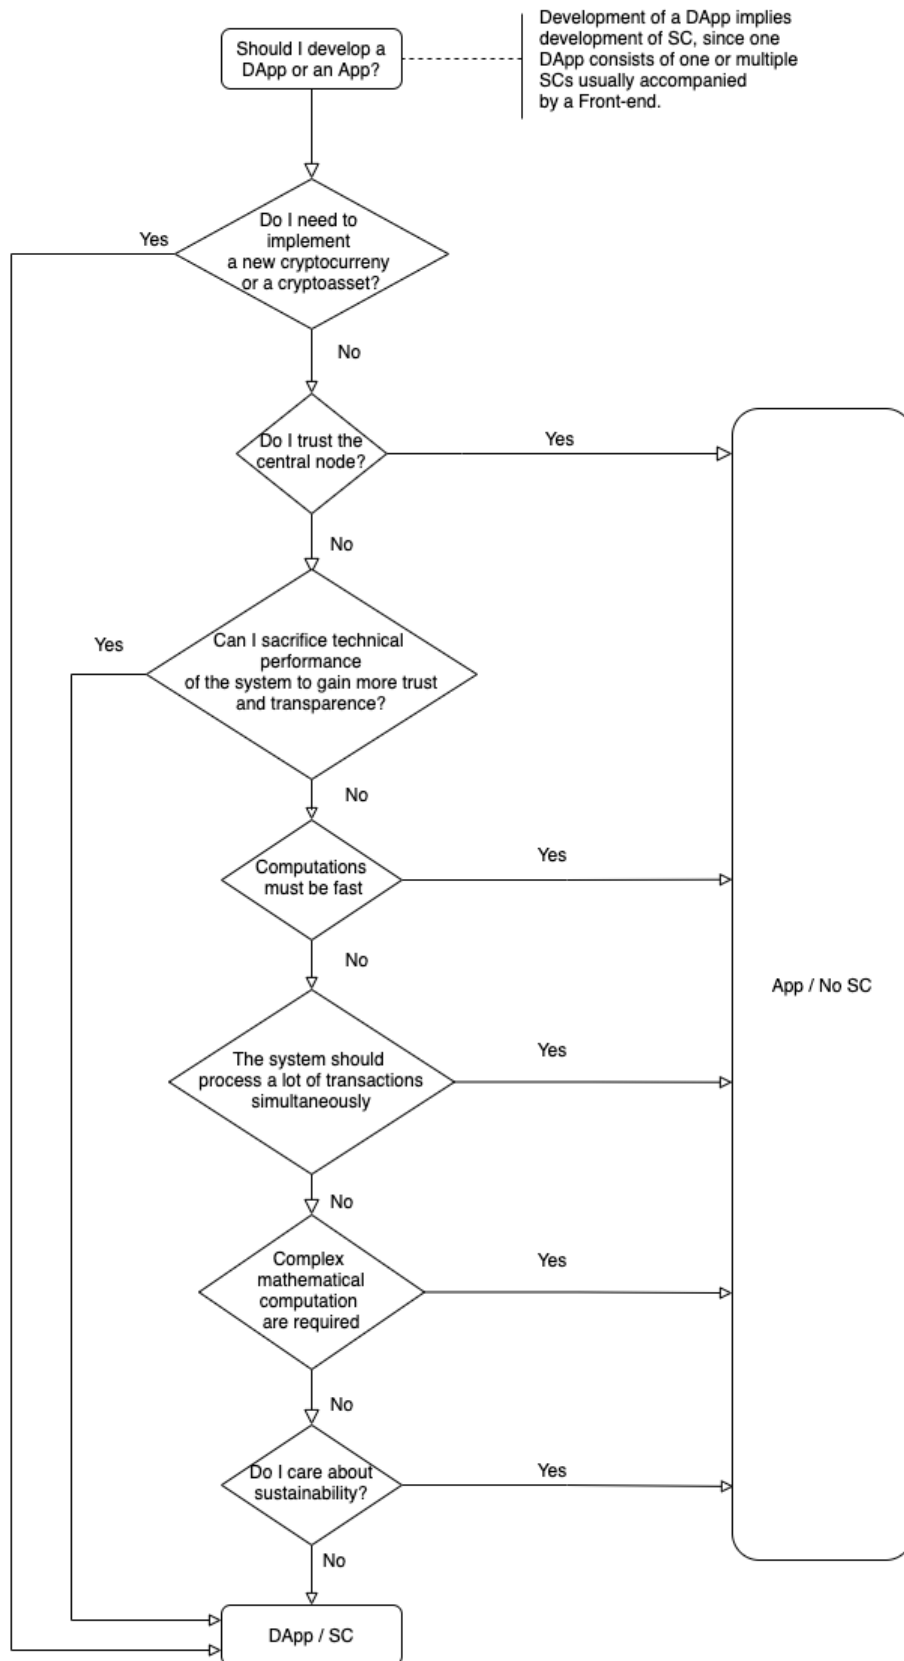 Should I develop a
DApp or an App?
Development of a DApp implies
development of SC, since one
DApp consists of one or multiple
SCs usually accompanied
by a Front-end.
Do I need to
implement
a new cryptocurreny
or a cryptoasset?
Yes
No
Do I trust the
central node?
Yes
No
Can I sacrifice technical
performance
of the system to gain more trust
and transparence?
Yes
No
Computations
must be fast
Yes
No
The system should
process a lot of transactions
simultaneously
Yes
No
Complex
mathematical
computation
are required
Yes
No
Do I care about
sustainability?
Yes
No
App / No SC
DApp / SC